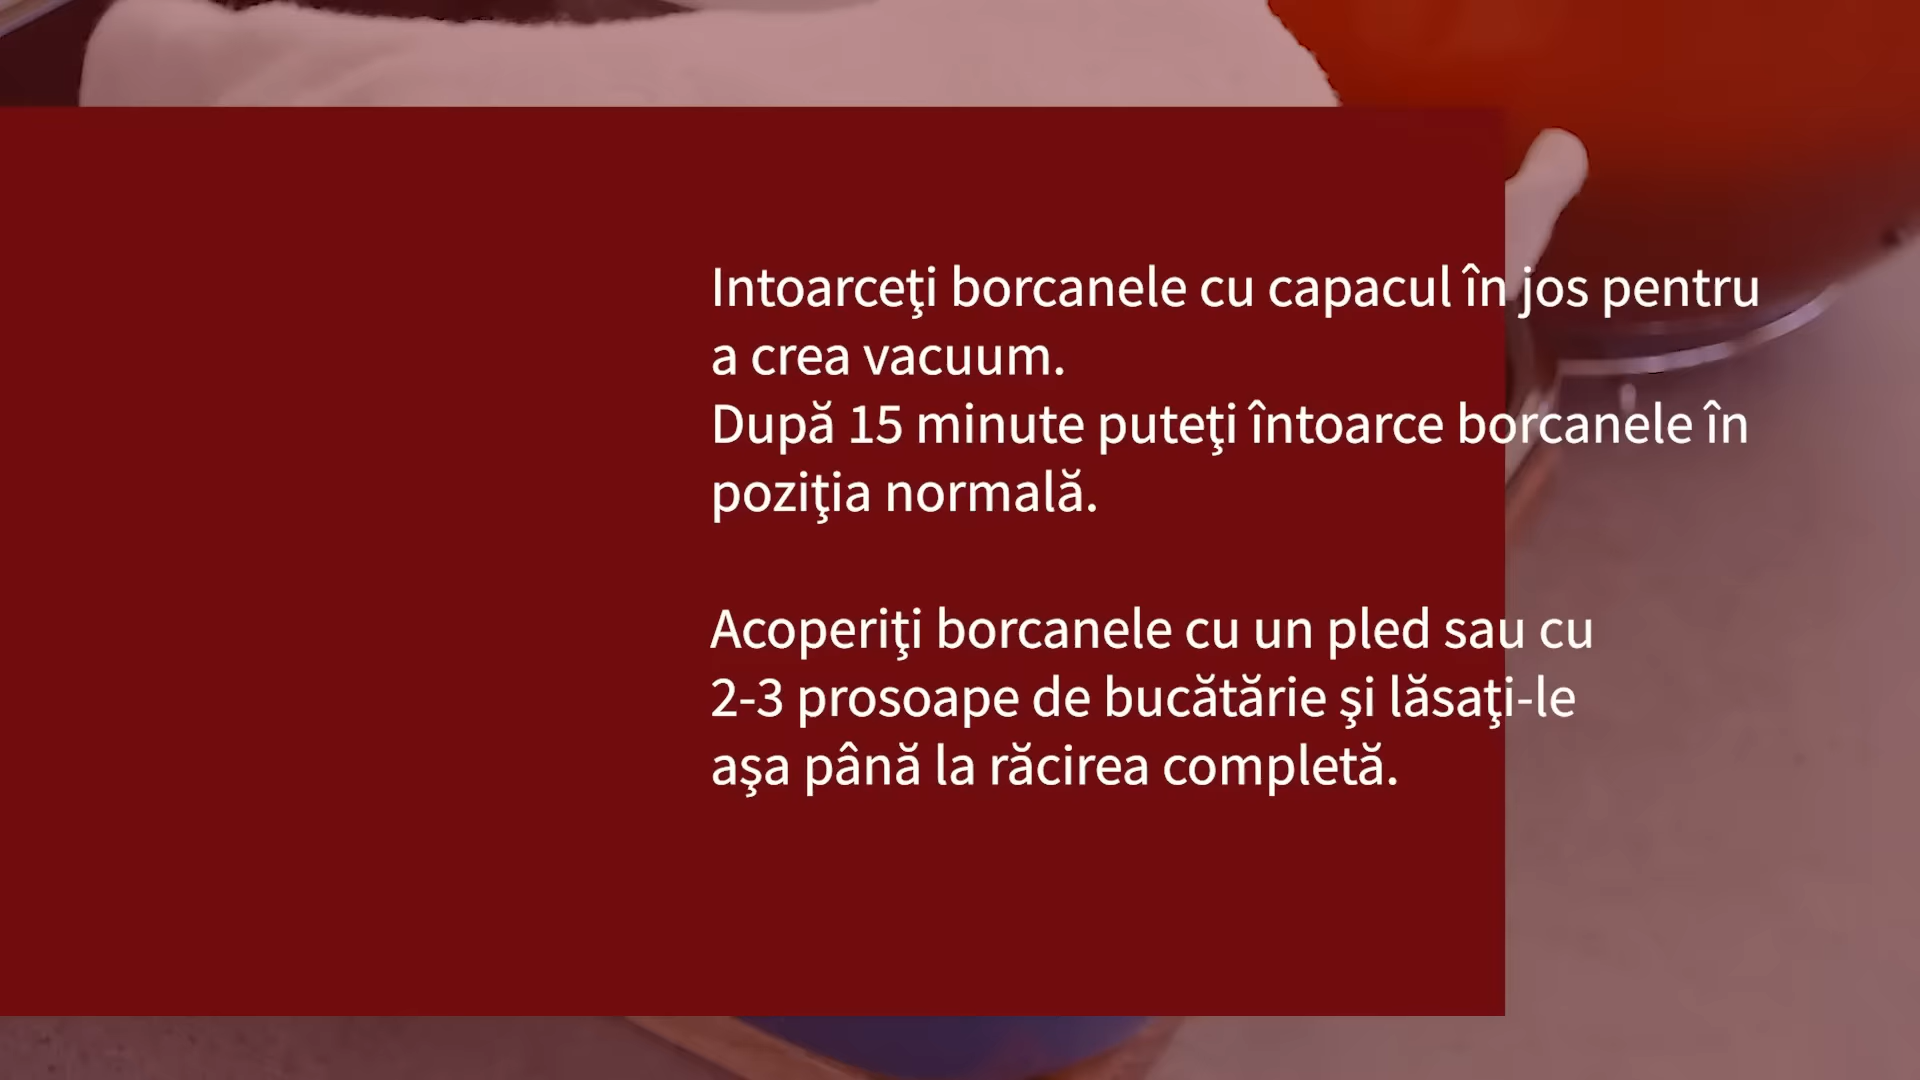 Intoarceţi borcanele cu capacul în jos pentru
a crea vacuum.
După 15 minute puteţi întoarce borcanele în
poziţia normală.
Acoperiţi borcanele cu un pled sau cu
2-3 prosoape de bucătărie şi lăsaţi-le
aşa până la răcirea completă.